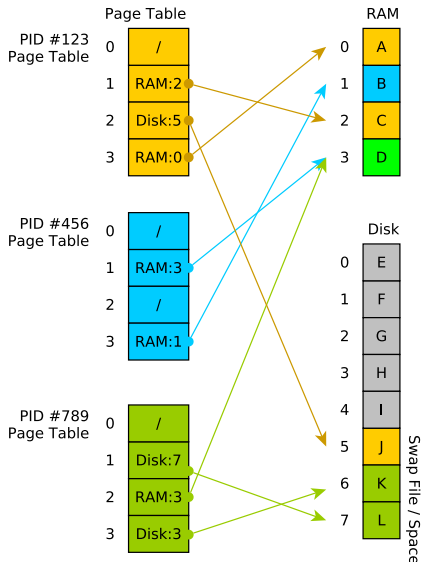 Page Table
RAM
PID #123
Page Table
0 /
1 RAM:2
2 Disk:5
3 RAM:0
0 A
1 B
2 C
3 D
PID #456
Page Table
0 /
1 RAM:3
2 /
3 RAM:1
Disk
0 E
1 F
2 G
3 H
4 I
5 J
6 K
7 L
Swap File / Space
PID #789
Page Table
0 /
1 Disk:7
2 RAM:3
3 Disk:3